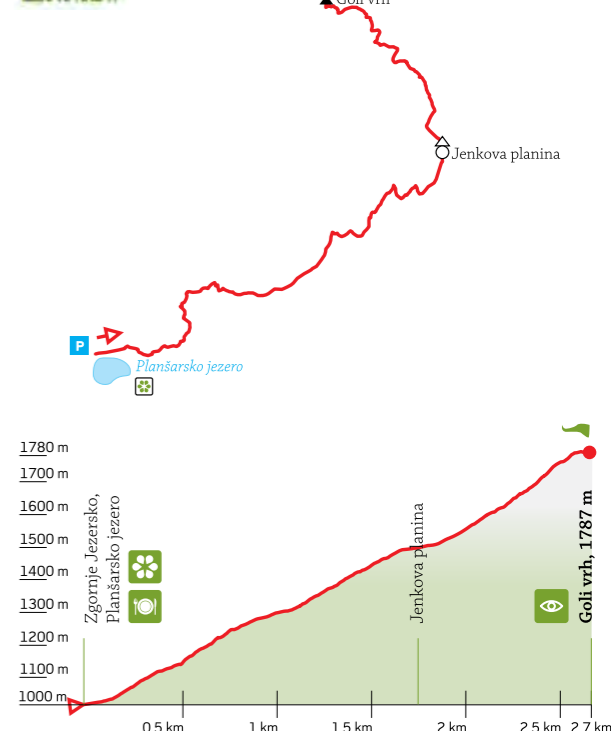 Goli vrh
Jenkova planina
P
Planšarsko jezero
1780 m
1700 m
1600 m
1500 m
1400 m
1300 m
1200 m
1100 m
1000 m
Zgornje Jezersko,
Planšarsko jezero
Jenkova planina
Goli vrh, 1787 m
0.5 km
1 km
1.5 km
2 km
2.5 km
2.7 km